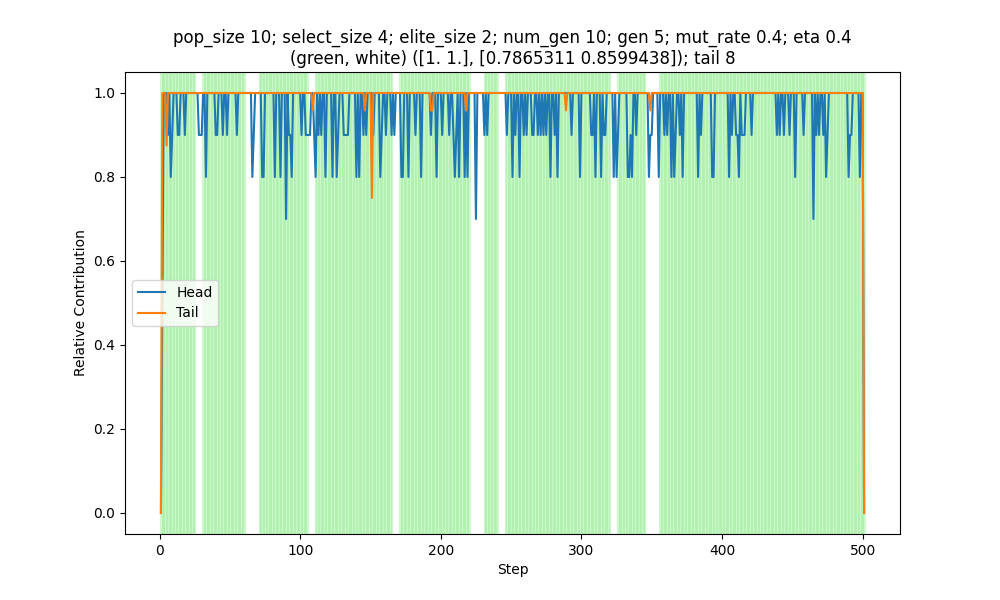 pop_size 10; select_size 4; elite_size 2; num_gen 10; gen 5; mut_rate 0.4; eta 0.4
(green, white) ([1. 1.], [0.7865311 0.8599438]); tail 8
1.0
0.8
0.6
0.4
0.2
0.0
Relative Contribution
Head
Tail
0
100
200
300
400
500
Step